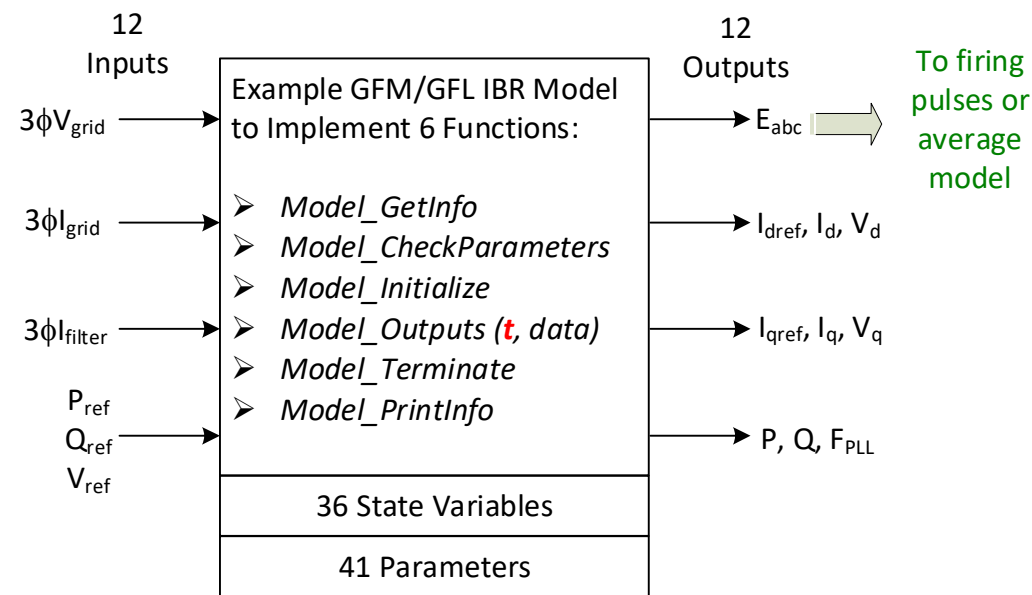 12
Inputs
3ϕVgrid
3ϕIgrid
3ϕIfilter
Pref
Qref
Vref
Example GFM/GFL IBR Model
to Implement 6 Functions:
➢ Model_GetInfo
➢ Model_CheckParameters
➢ Model_Initialize
➢ Model_Outputs (t, data)
➢ Model_Terminate
➢ Model_PrintInfo
36 State Variables
41 Parameters
12
Outputs
Eabc
Idref, Id, Vd
Iqref, Iq, Vq
P, Q, FPLL
To firing
pulses or
average
model